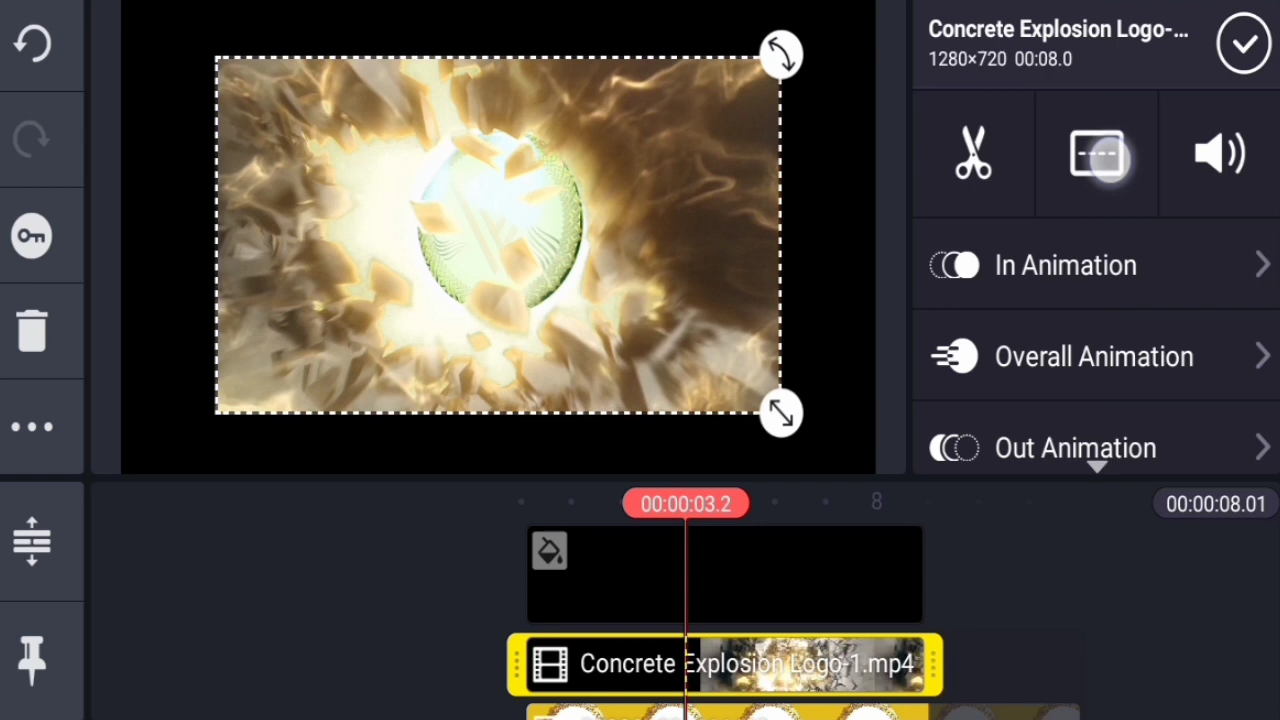 Concrete Explosion Logo-...
1280×720 00:08.0
In Animation
Overall Animation
Out Animation
00:00:03.2
8
00:00:08.01
Concrete Explosion Logo-1.mp4